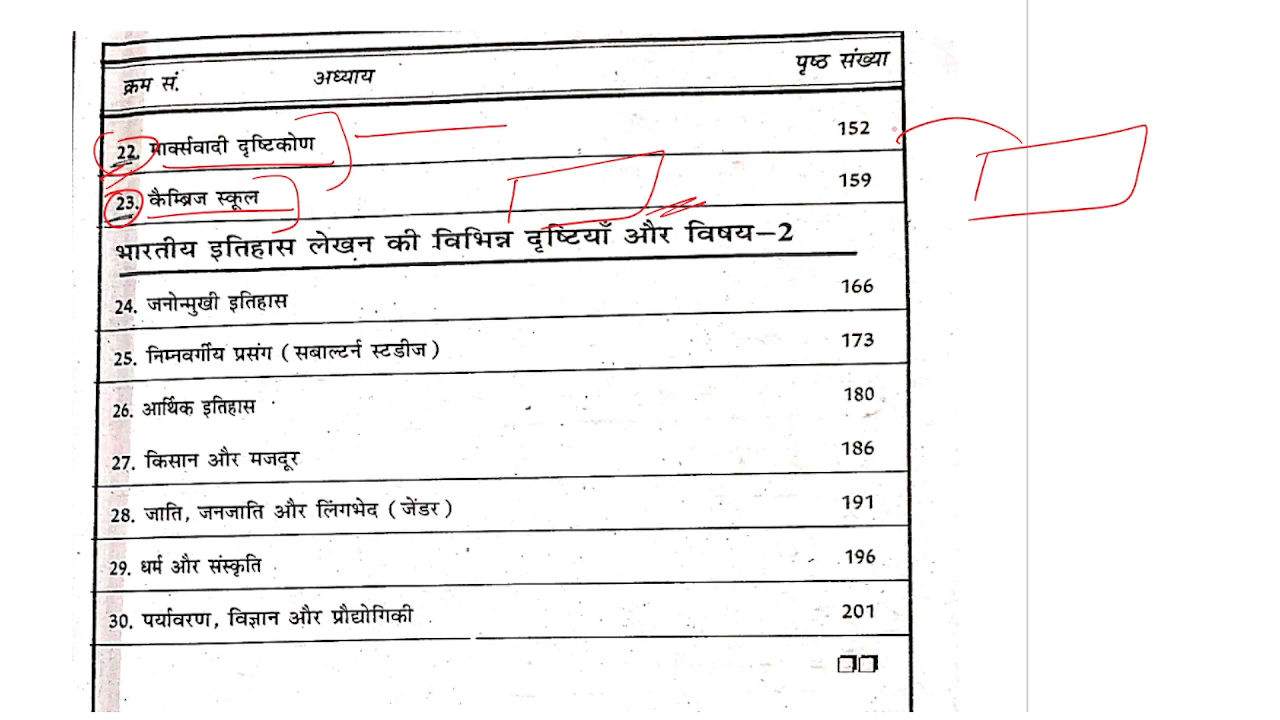 क्रम सं. अध्याय पृष्ठ संख्या
22. मार्क्सवादी दृष्टिकोण 152
23. कैम्ब्रिज स्कूल 159
भारतीय इतिहास लेखन की विभिन्न दृष्टियाँ और विषय–2
24. जनोन्मुखी इतिहास 166
25. निम्नवर्गीय प्रसंग (सबाल्टर्न स्टडीज) 173
26. आर्थिक इतिहास 180
27. किसान और मजदूर 186
28. जाति, जनजाति और लिंगभेद (जेंडर) 191
29. धर्म और संस्कृति 196
30. पर्यावरण, विज्ञान और प्रौद्योगिकी 201